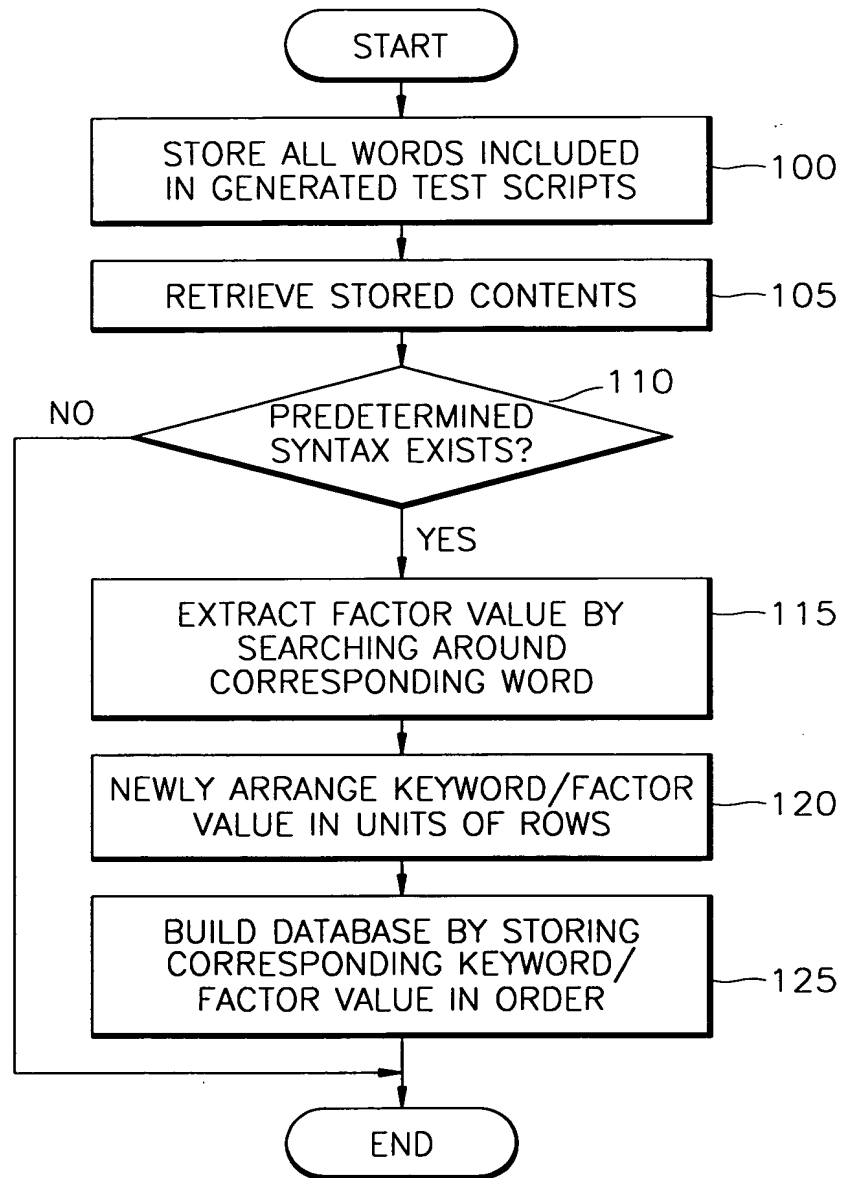 START
STORE ALL WORDS INCLUDED
IN GENERATED TEST SCRIPTS
100
RETRIEVE STORED CONTENTS
105
110
NO
PREDETERMINED
SYNTAX EXISTS?
YES
EXTRACT FACTOR VALUE BY
SEARCHING AROUND
CORRESPONDING WORD
115
NEWLY ARRANGE KEYWORD/FACTOR
VALUE IN UNITS OF ROWS
120
BUILD DATABASE BY STORING
CORRESPONDING KEYWORD/
FACTOR VALUE IN ORDER
125
END